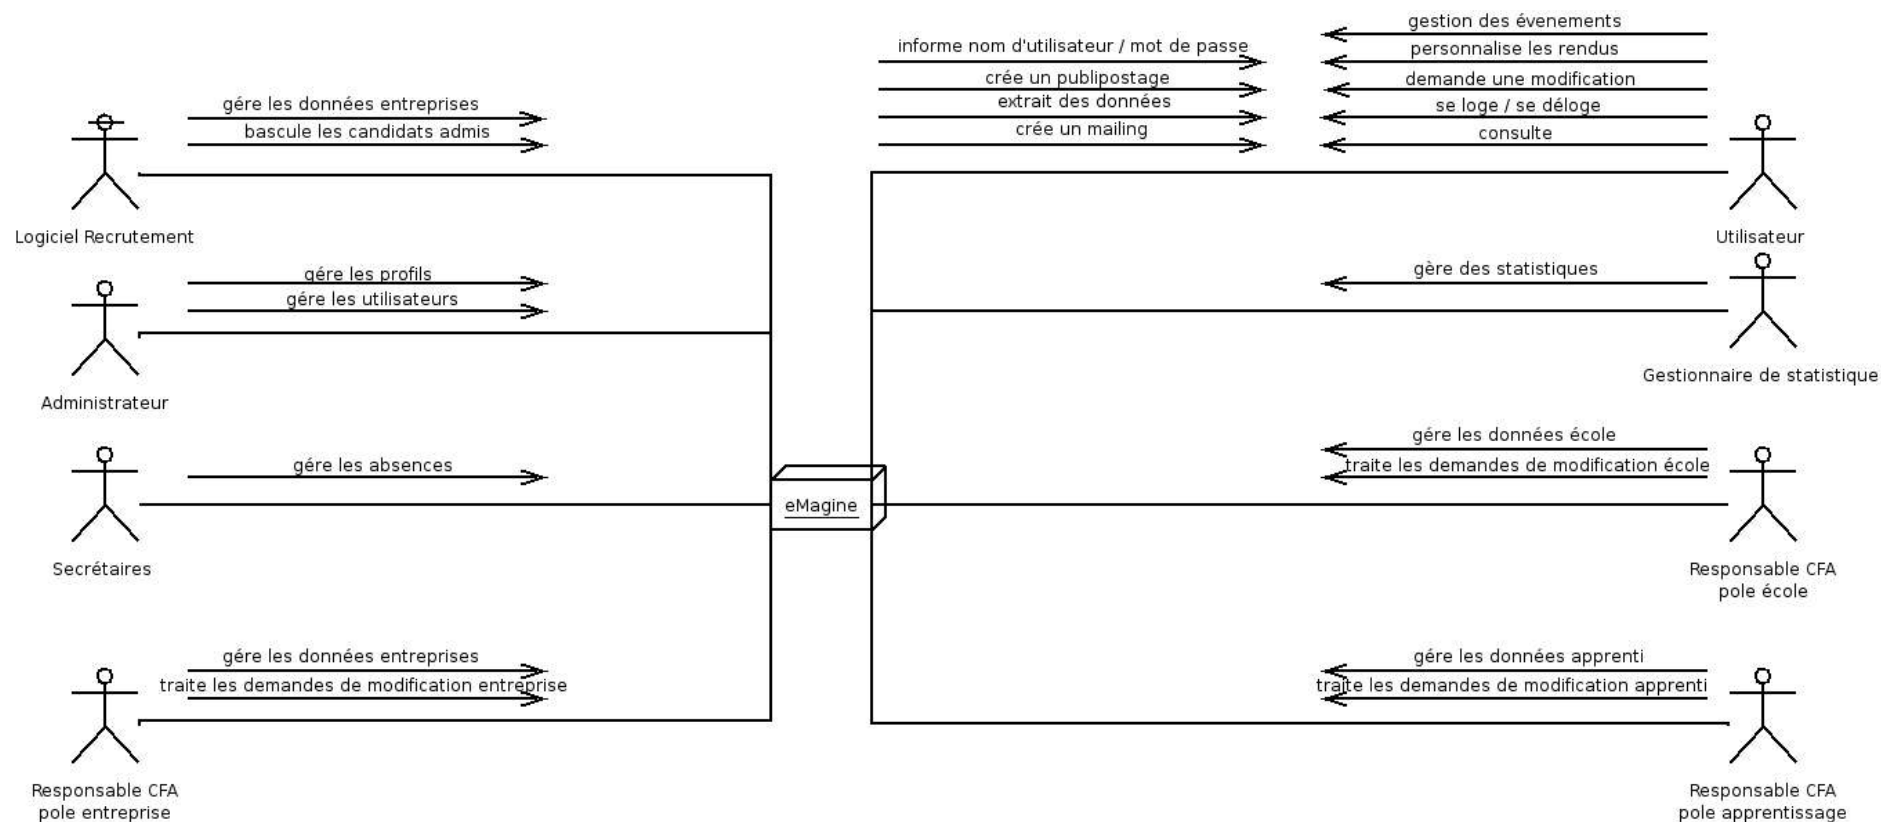 gestion des évenements
informe nom d'utilisateur / mot de passe
personnalise les rendus
crée un publipostage
demande une modification
gére les données entreprises
extrait des données
se loge / se déloge
bascule les candidats admis
crée un mailing
consulte
Logiciel Recrutement
Utilisateur
gére les profils
gère des statistiques
gére les utilisateurs
Administrateur
Gestionnaire de statistique
gére les absences
gére les données école
traite les demandes de modification école
eMagine
Secrétaires
Responsable CFA
pole école
gére les données entreprises
gére les données apprenti
traite les demandes de modification entreprise
traite les demandes de modification apprenti
Responsable CFA
pole entreprise
Responsable CFA
pole apprentissage